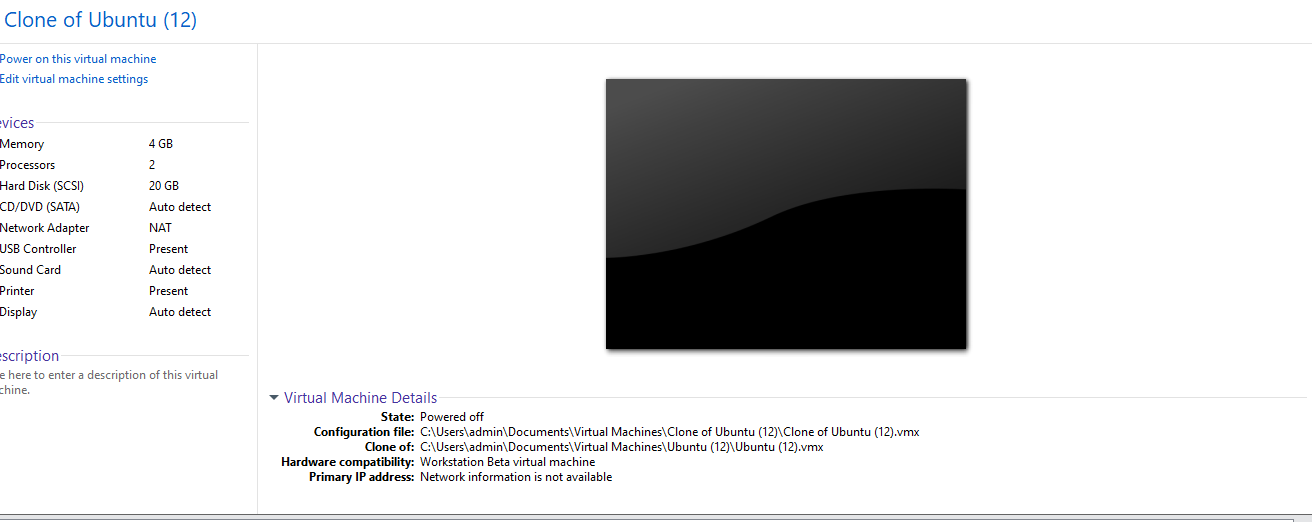 Clone of Ubuntu (12)
Power on this virtual machine
Edit virtual machine settings
evices
Memory 4 GB
Processors 2
Hard Disk (SCSI) 20 GB
CD/DVD (SATA) Auto detect
Network Adapter NAT
USB Controller Present
Sound Card Auto detect
Printer Present
Display Auto detect
escription
e here to enter a description of this virtual
chine.
Virtual Machine Details
State: Powered off
Configuration file: C:\Users\admin\Documents\Virtual Machines\Clone of Ubuntu (12)\Clone of Ubuntu (12).vmx
Clone of: C:\Users\admin\Documents\Virtual Machines\Ubuntu (12)\Ubuntu (12).vmx
Hardware compatibility: Workstation Beta virtual machine
Primary IP address: Network information is not available